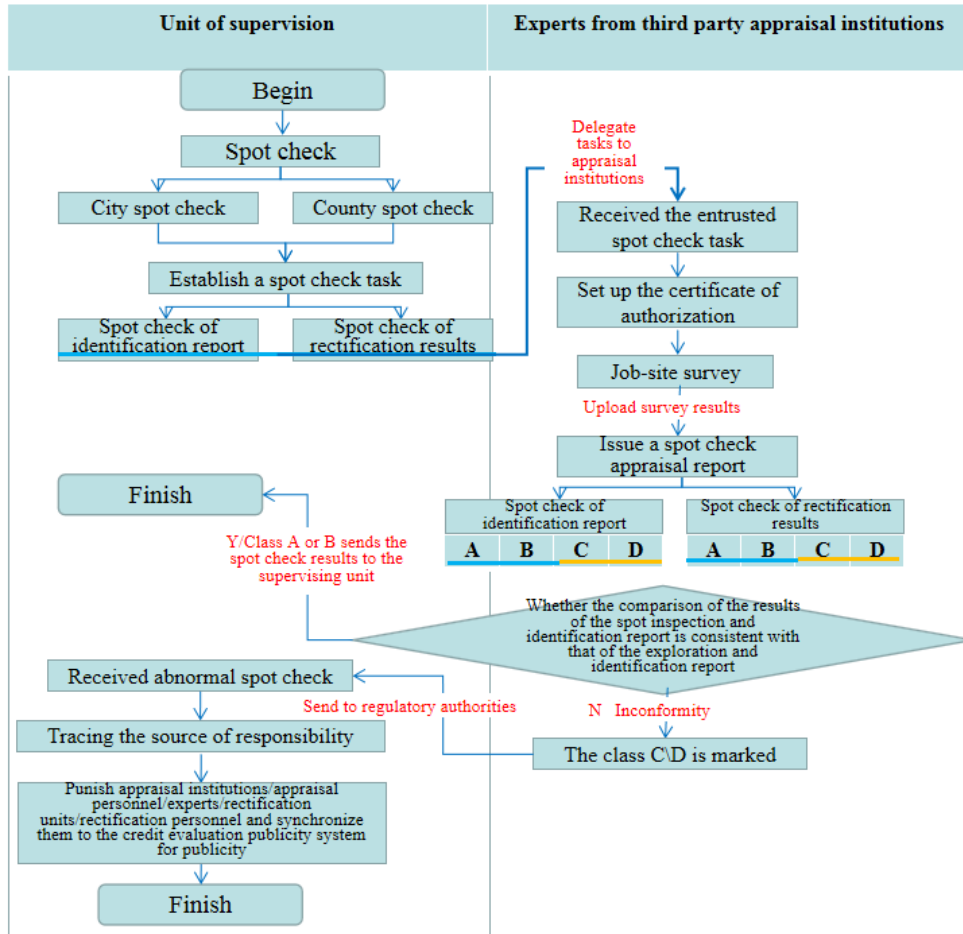 Unit of supervision
Experts from third party appraisal institutions
Begin
Spot check
City spot check
County spot check
Establish a spot check task
Spot check of
identification report
Spot check of
rectification results
Delegate
tasks to
appraisal
institutions
Received the entrusted
spot check task
Set up the certificate of
authorization
Job-site survey
Upload survey results
Issue a spot check
appraisal report
Spot check of
identification report
A B C D
Spot check of rectification
results
A B C D
Finish
Y/Class A or B sends the
spot check results to the
supervising unit
Whether the comparison of the results
of the spot inspection and
identification report is consistent with
that of the exploration and
identification report
N Inconformity
The class C\D is marked
Send to regulatory authorities
Received abnormal spot check
Tracing the source of responsibility
Punish appraisal institutions/appraisal
personnel/experts/rectification
units/rectification personnel and synchronize
them to the credit evaluation publicity system
for publicity
Finish